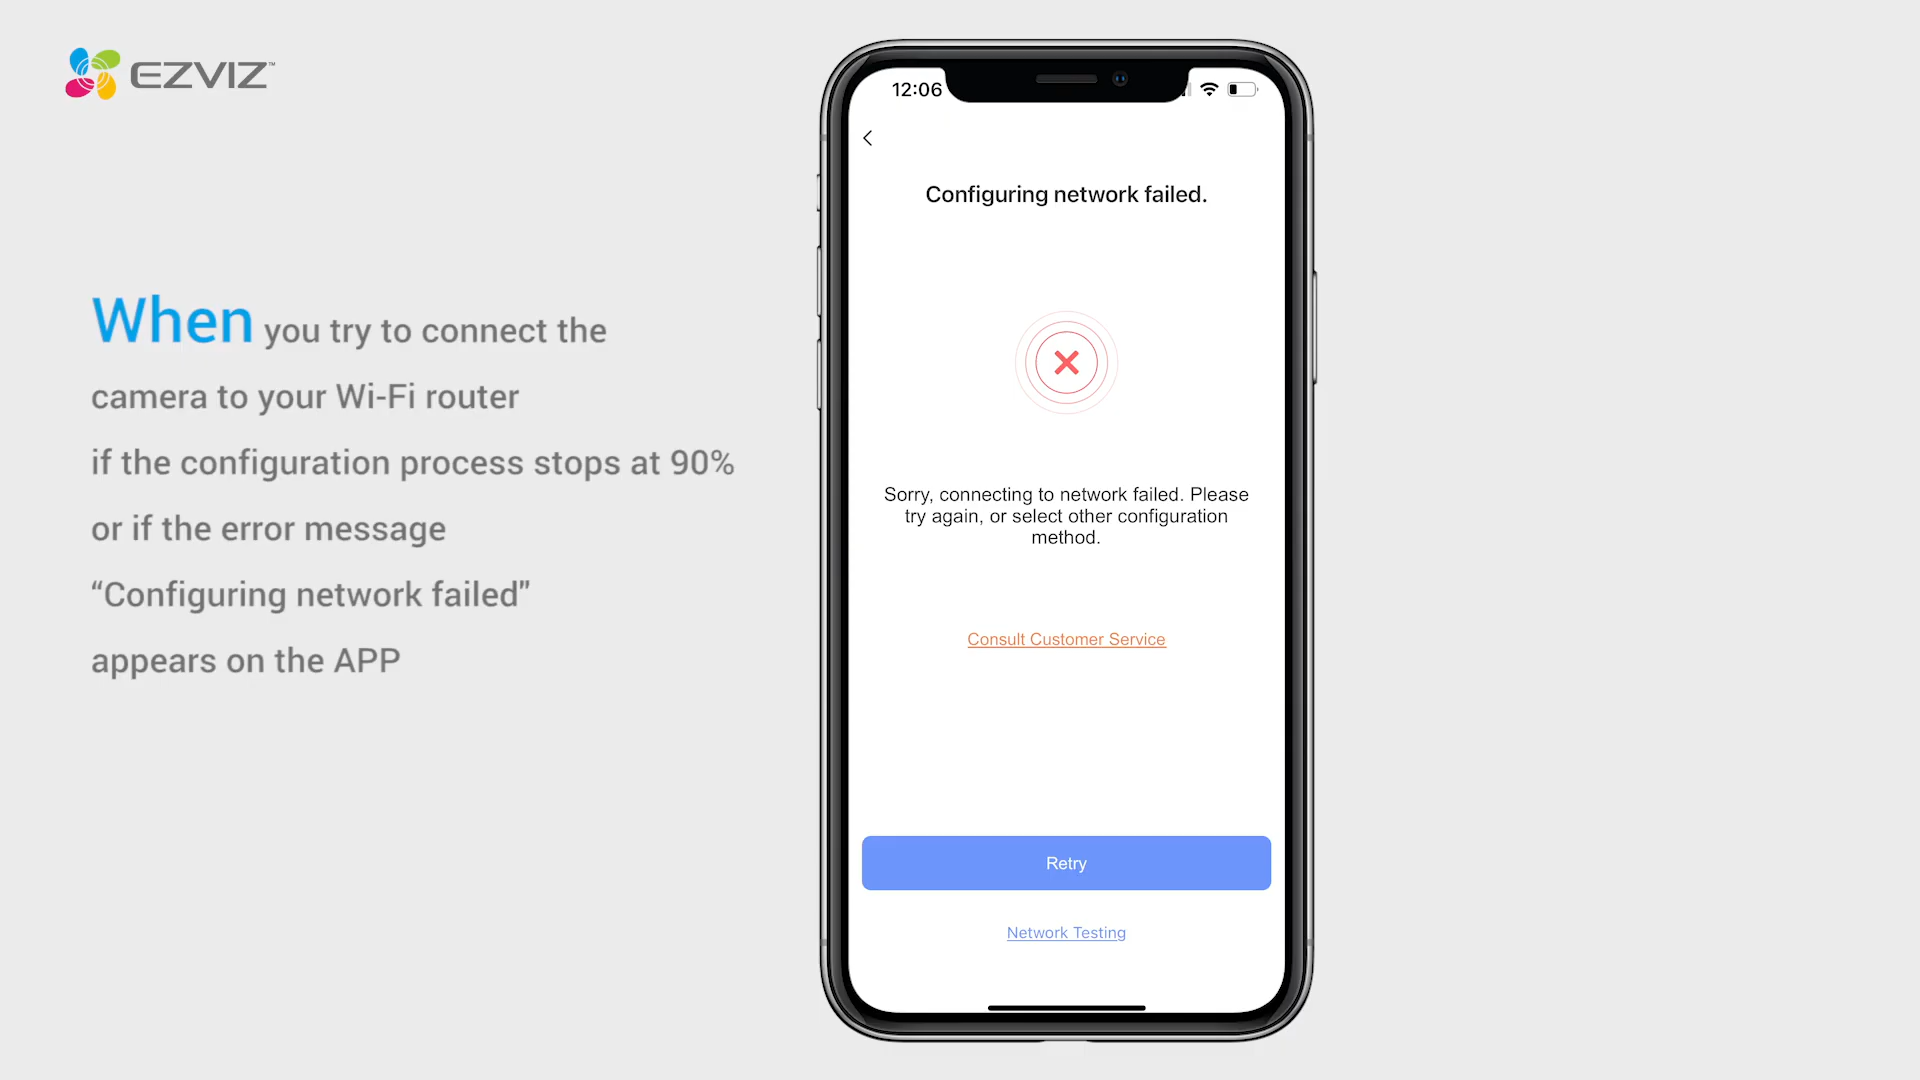 EZVIZ™
When you try to connect the
camera to your Wi-Fi router
if the configuration process stops at 90%
or if the error message
“Configuring network failed"
appears on the APP
12:06
Configuring network failed.
Sorry, connecting to network failed. Please
try again, or select other configuration
method.
Consult Customer Service
Retry
Network Testing